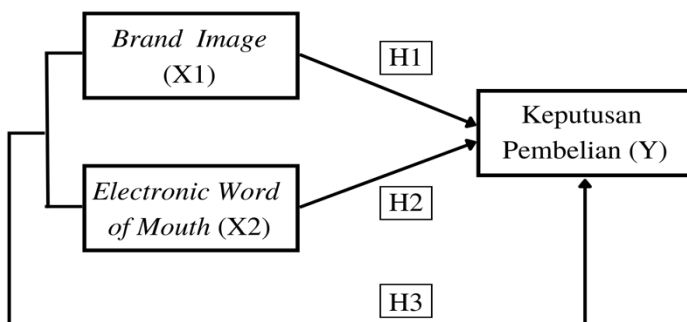 Brand Image
(X1)
H1
Keputusan
Pembelian (Y)
Electronic Word
of Mouth (X2)
H2
H3